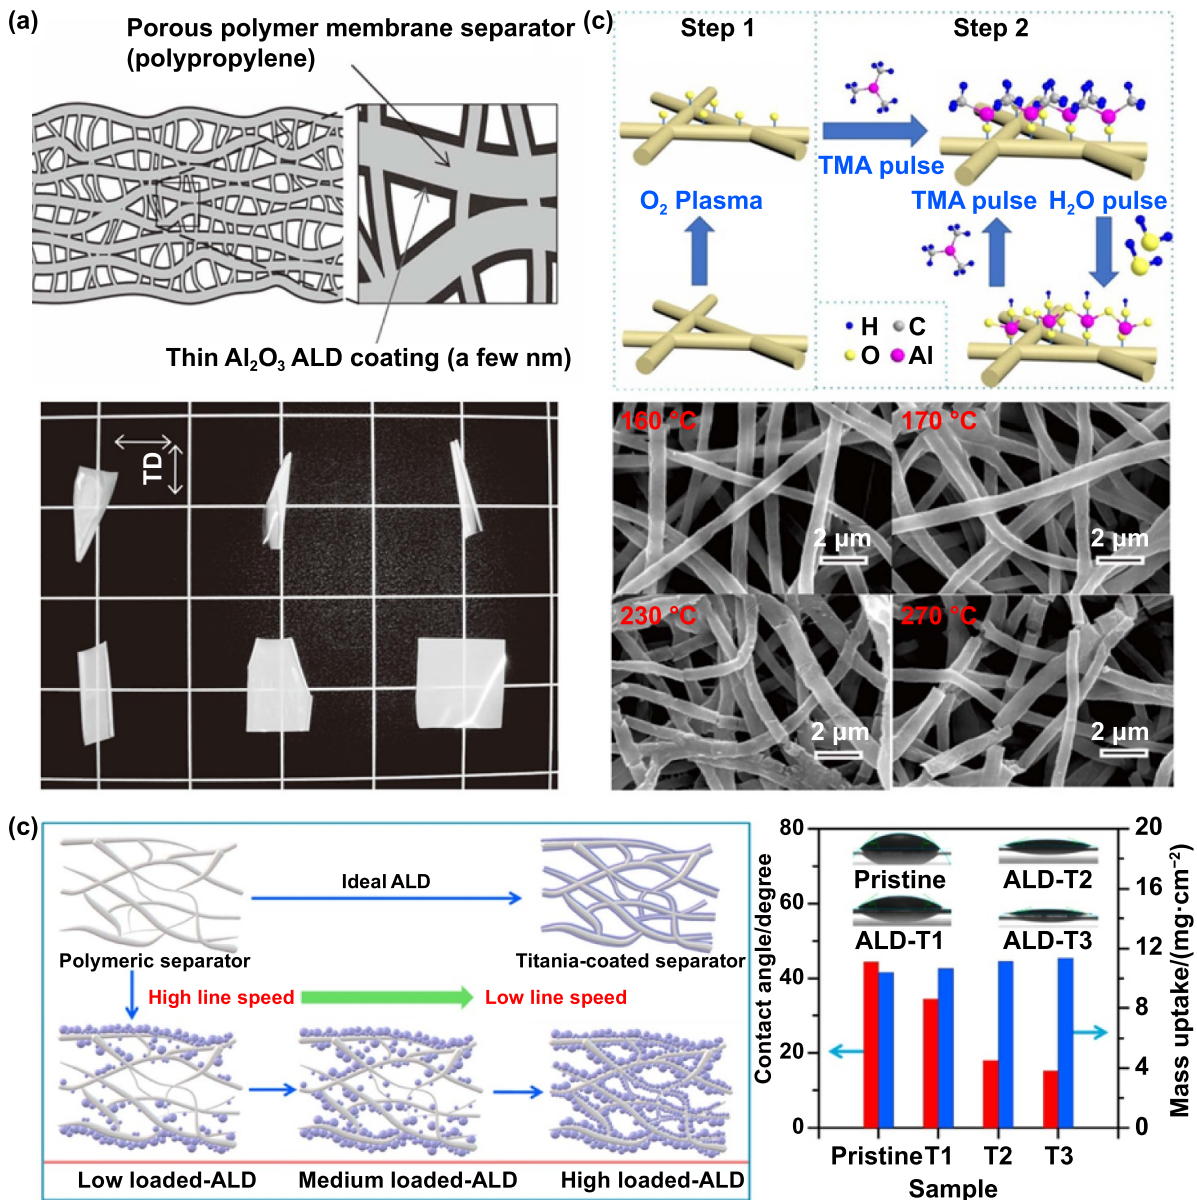 (a)
Porous polymer membrane separator
(polypropylene)
Thin Al₂O₃ ALD coating (a few nm)
TD
(c)
Step 1
Step 2
TMA pulse
O₂ Plasma
TMA pulse
H₂O pulse
H
C
O
Al
160 °C
170 °C
2 μm
2 μm
230 °C
270 °C
2 μm
2 μm
(c)
Ideal ALD
Polymeric separator
Titania-coated separator
High line speed
Low line speed
Low loaded-ALD
Medium loaded-ALD
High loaded-ALD
Contact angle/degree
80
60
40
20
0
Pristine
ALD-T2
ALD-T1
ALD-T3
20
16
12
8
4
0
Mass uptake/(mg·cm⁻²)
Pristine T1 T2 T3
Sample